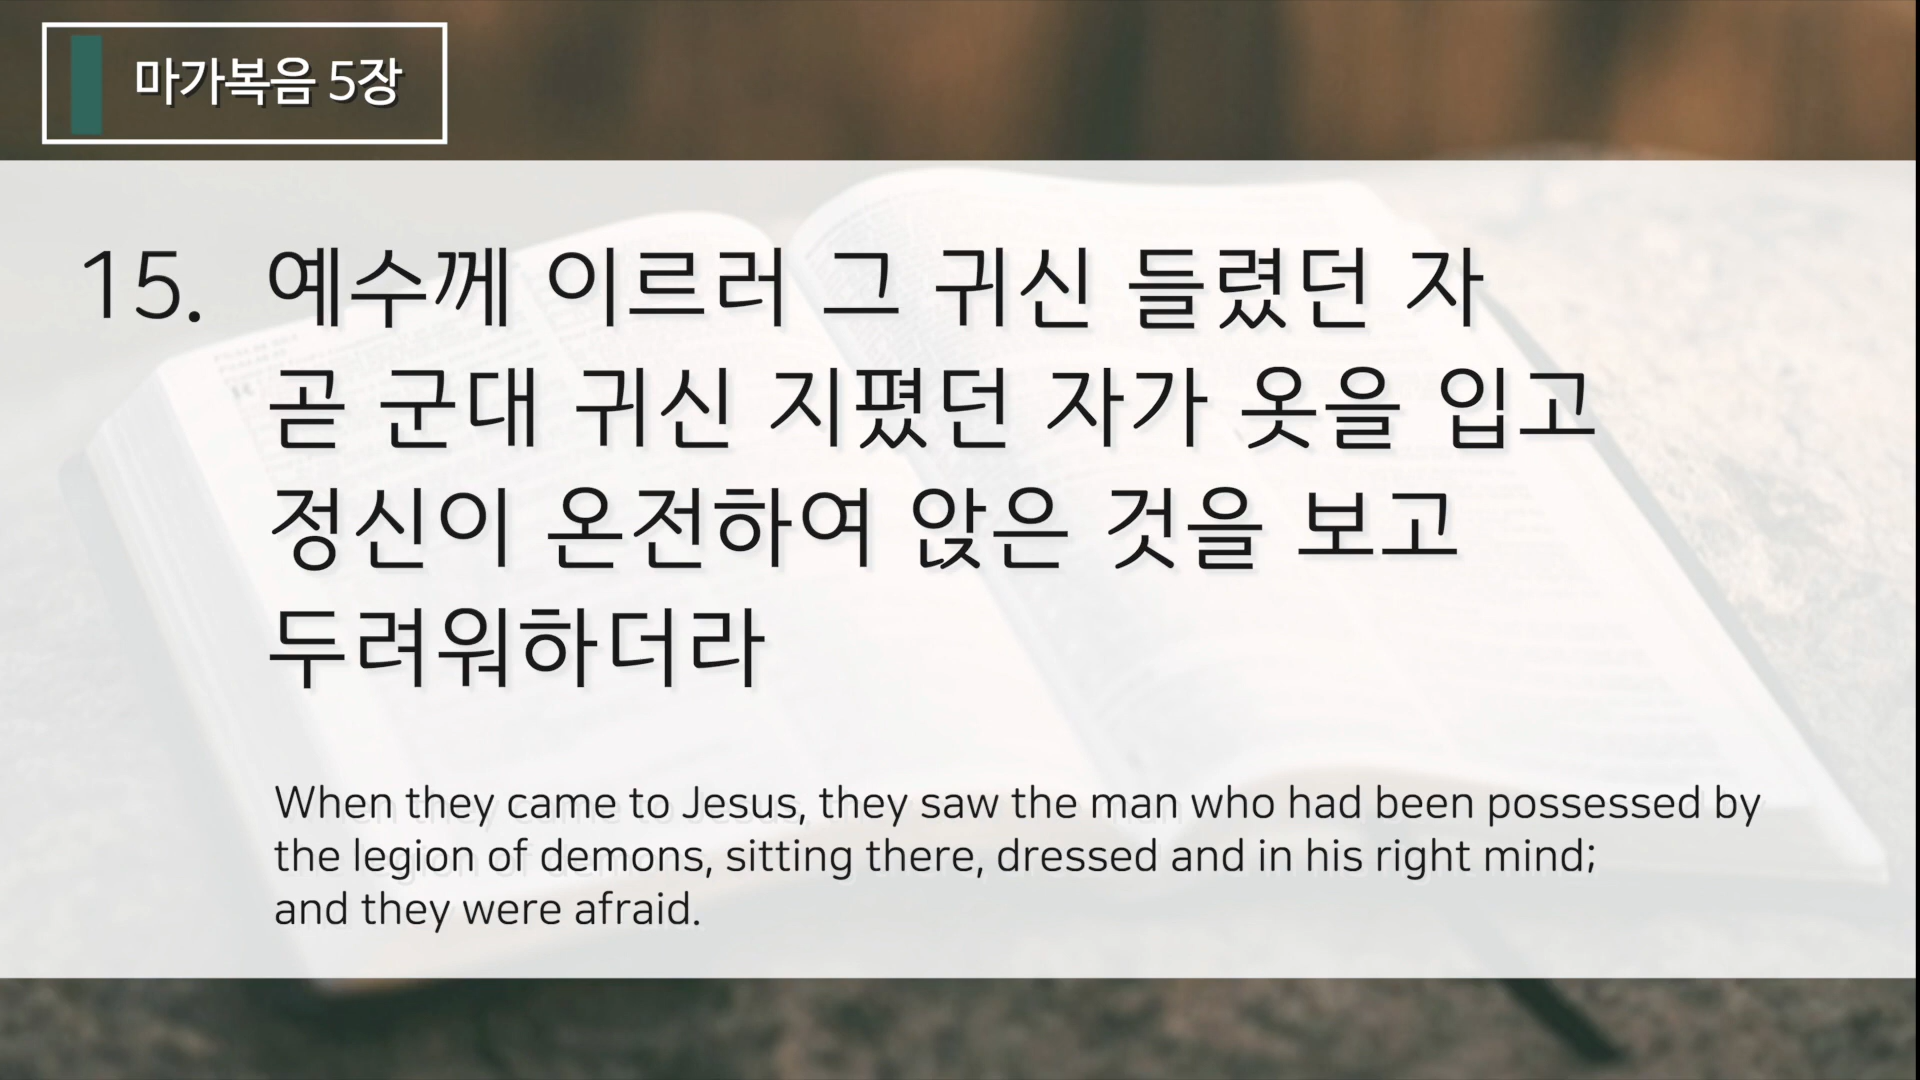 마가복음 5장
15. 예수께 이르러 그 귀신 들렸던 자
곧 군대 귀신 지폈던 자가 옷을 입고
정신이 온전하여 앉은 것을 보고
두려워하더라
When they came to Jesus, they saw the man who had been possessed by
the legion of demons, sitting there, dressed and in his right mind;
and they were afraid.